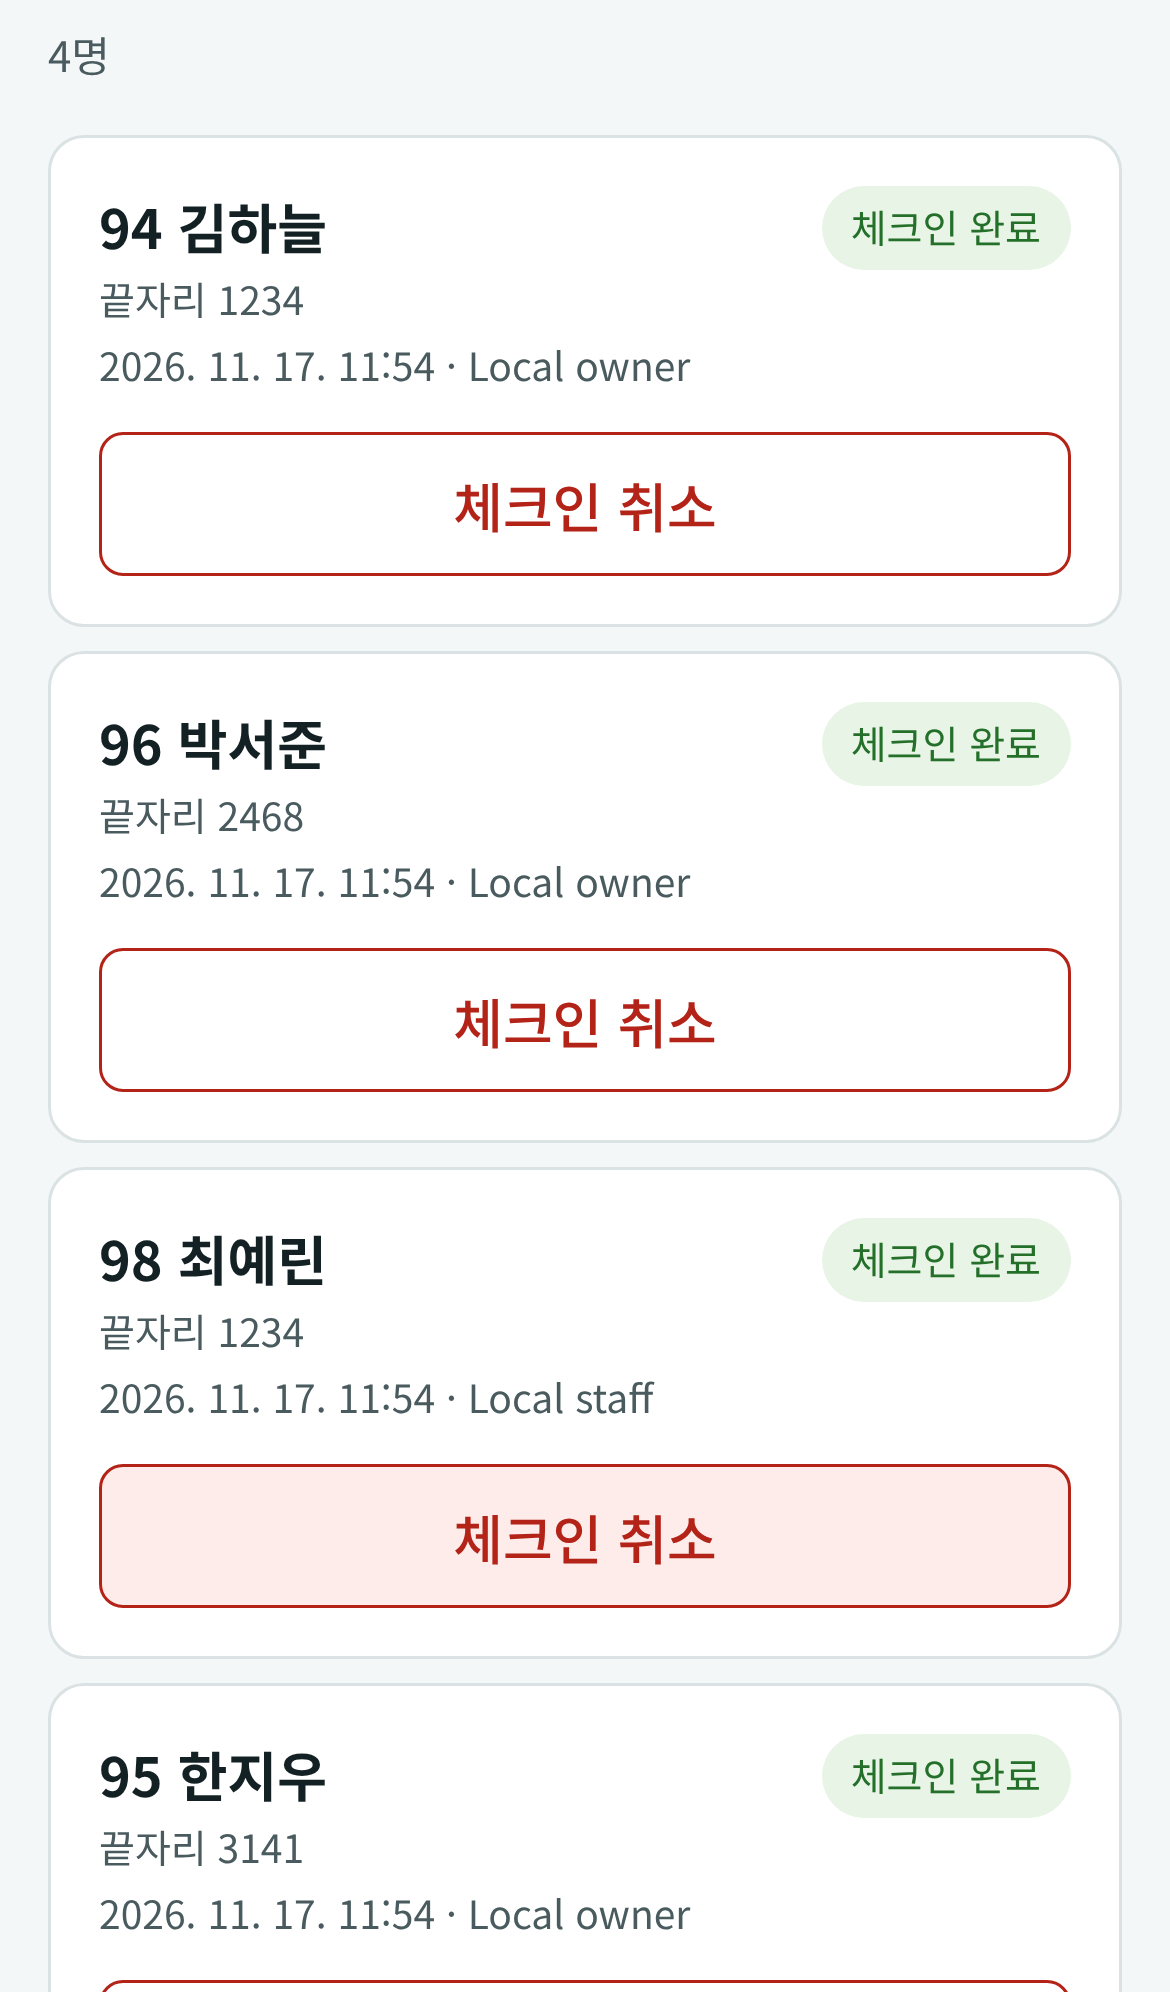 4명
94 김하늘
체크인 완료
끝자리 1234
2026. 11. 17. 11:54 · Local owner
체크인 취소
96 박서준
체크인 완료
끝자리 2468
2026. 11. 17. 11:54 · Local owner
체크인 취소
98 최예린
체크인 완료
끝자리 1234
2026. 11. 17. 11:54 · Local staff
체크인 취소
95 한지우
체크인 완료
끝자리 3141
2026. 11. 17. 11:54 · Local owner